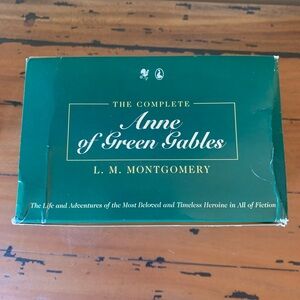 THE COMPLETE
Anne
of Green Gables
L. M. MONTGOMERY
The Life and Adventures of the Most Beloved and Timeless Heroine in All of Fiction